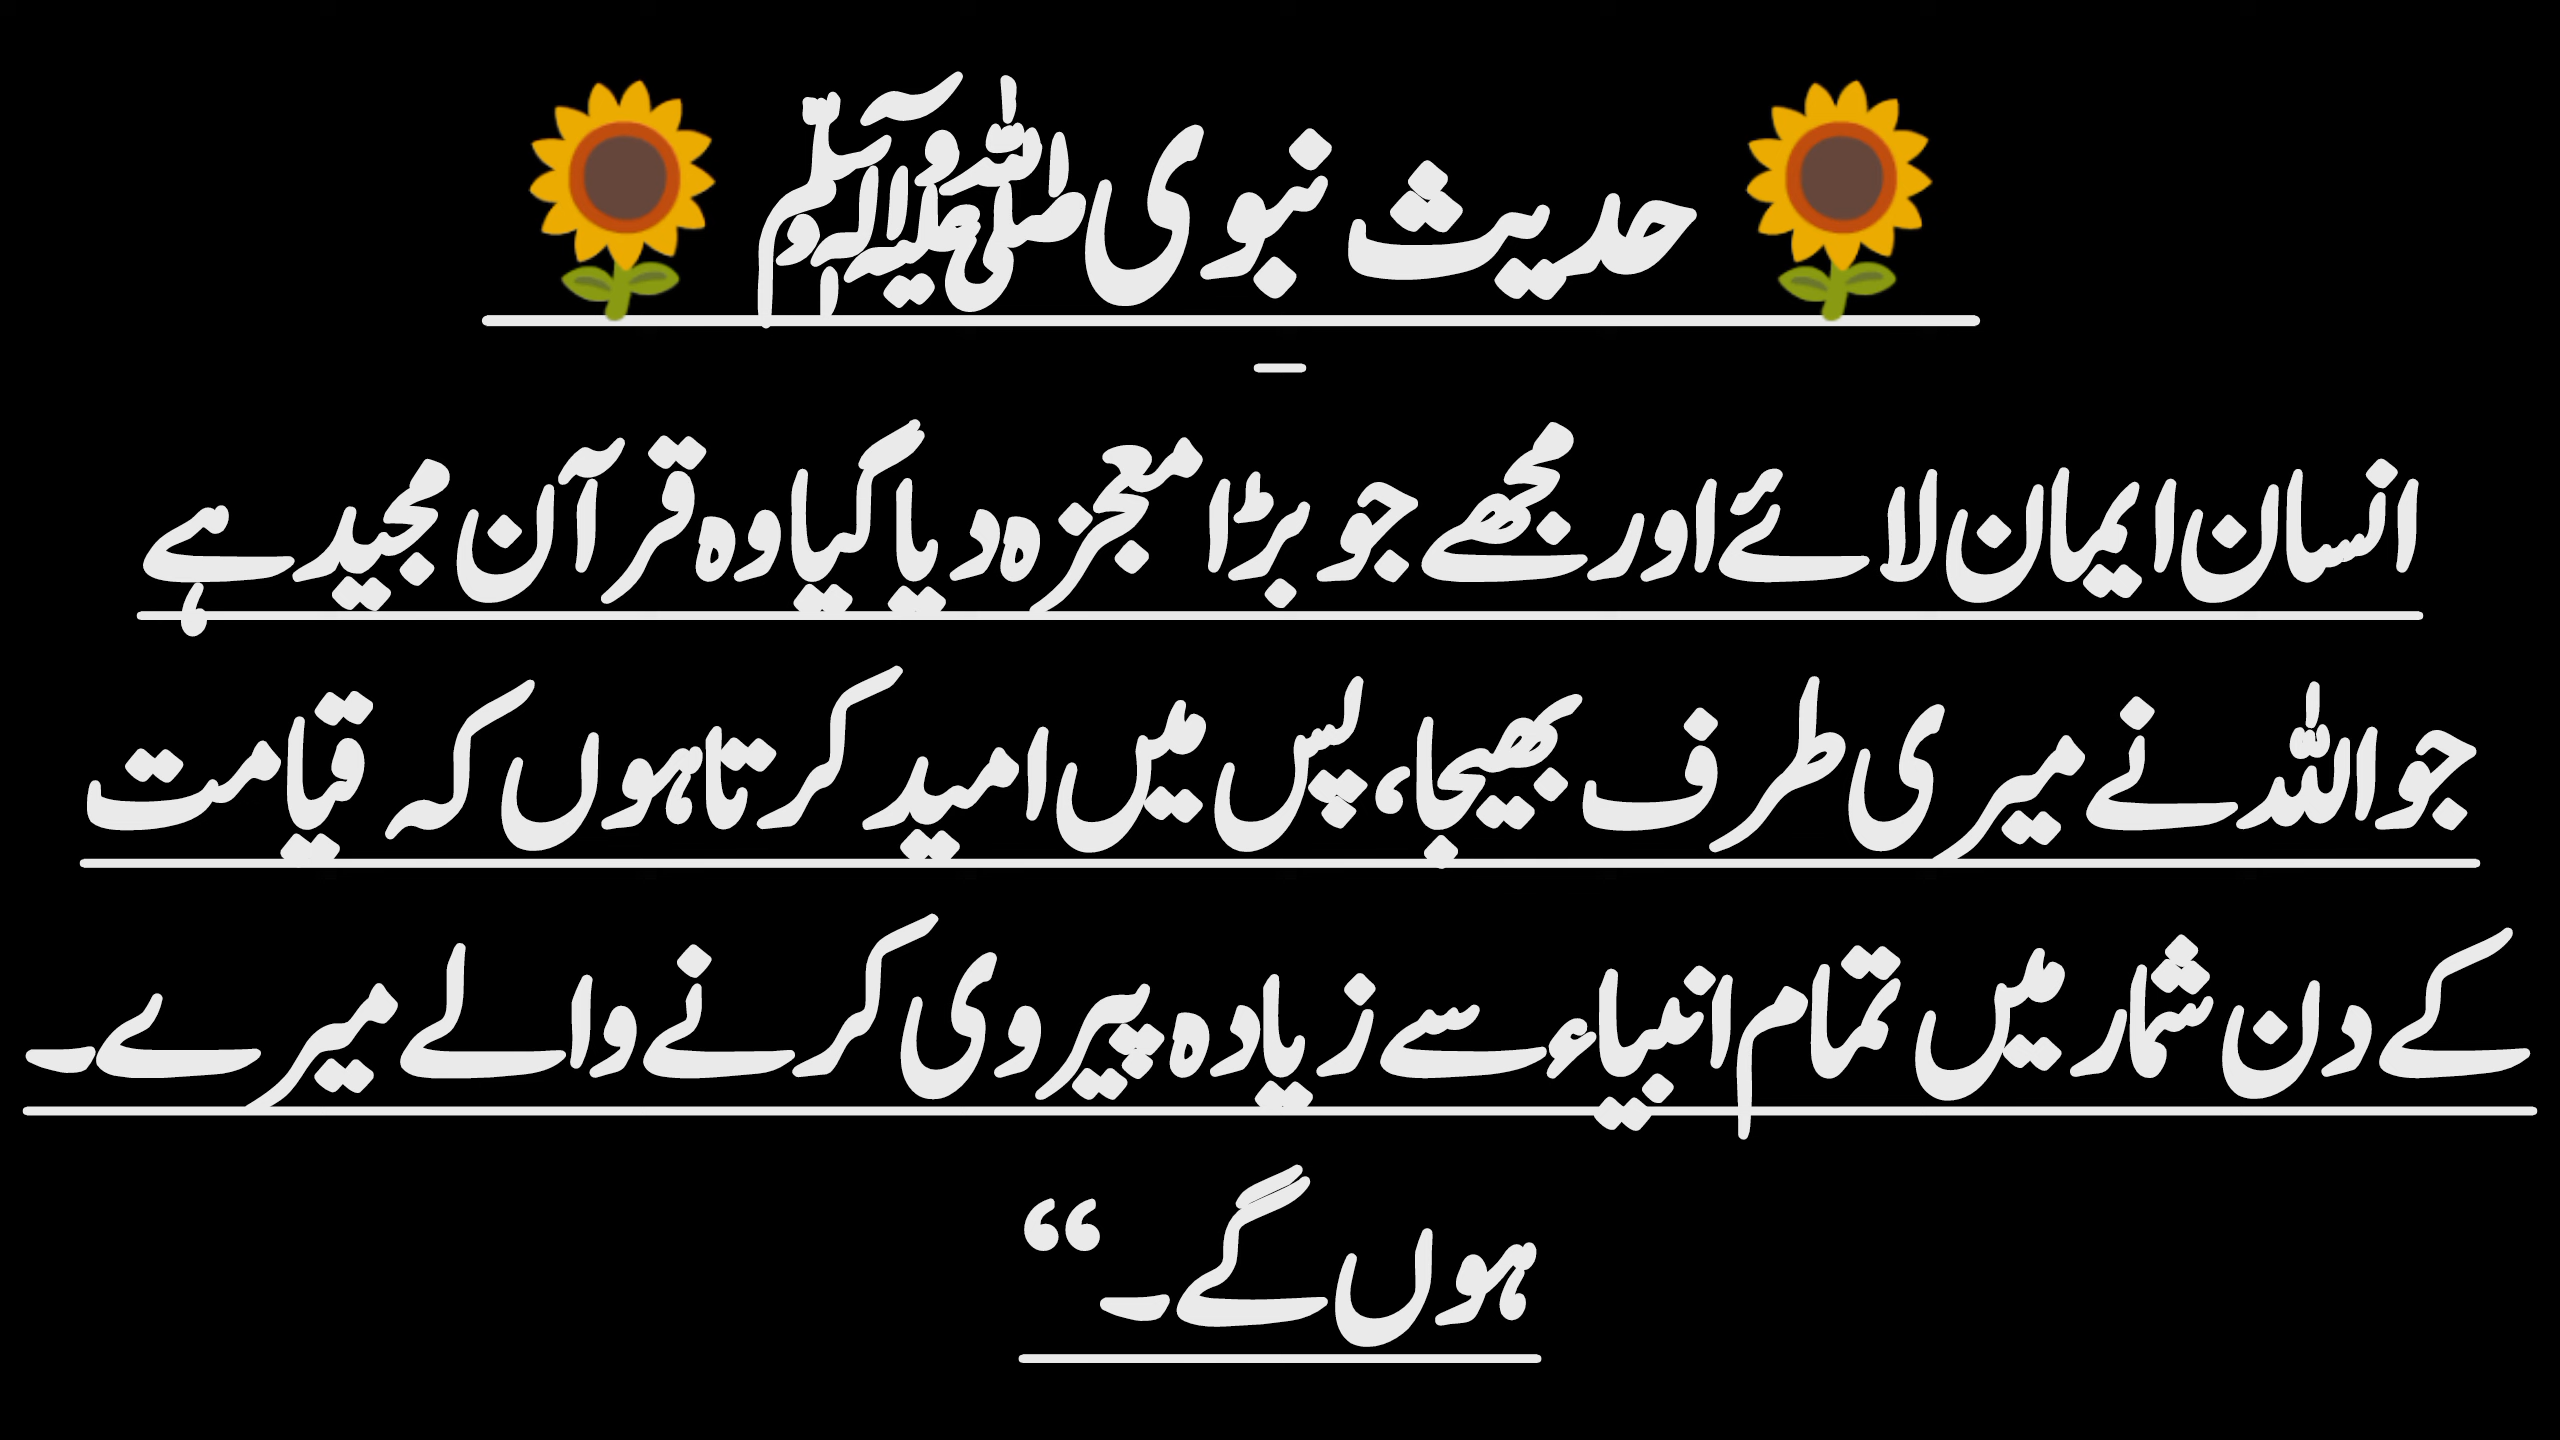 🌻 حدیث نبوی صلی اللہ علیہ وآلہ وسلم 🌻
_
انسان ایمان لائے اور مجھے جو بڑا معجزہ دیا گیا وہ قرآن مجید ہے
جو اللہ نے میری طرف بھیجا، پس میں امید کرتا ہوں کہ قیامت
کے دن شمار میں تمام انبیاء سے زیادہ پیروی کرنے والے میرے۔
ہوں گے۔“